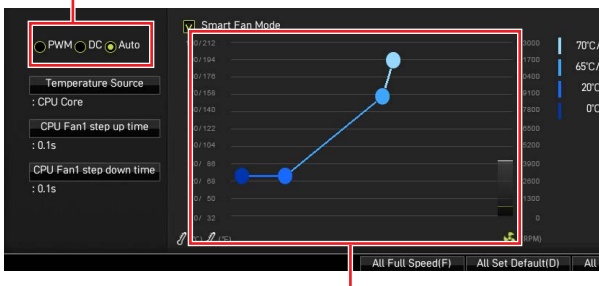 PWM DC Auto
Temperature Source
: CPU Core
CPU Fan1 step up time
: 0.1s
CPU Fan1 step down time
: 0.1s
Smart Fan Mode
0/212
0/194
0/176
0/158
0/140
0/122
0/104
0/ 68
0/ 50
0/ 32
(°F)
3000
1700
0400
9100
7800
6500
5200
3900
2600
1300
0
(RPM)
70°C/
65°C/
20°C
0°C
All Full Speed(F) All Set Default(D) All